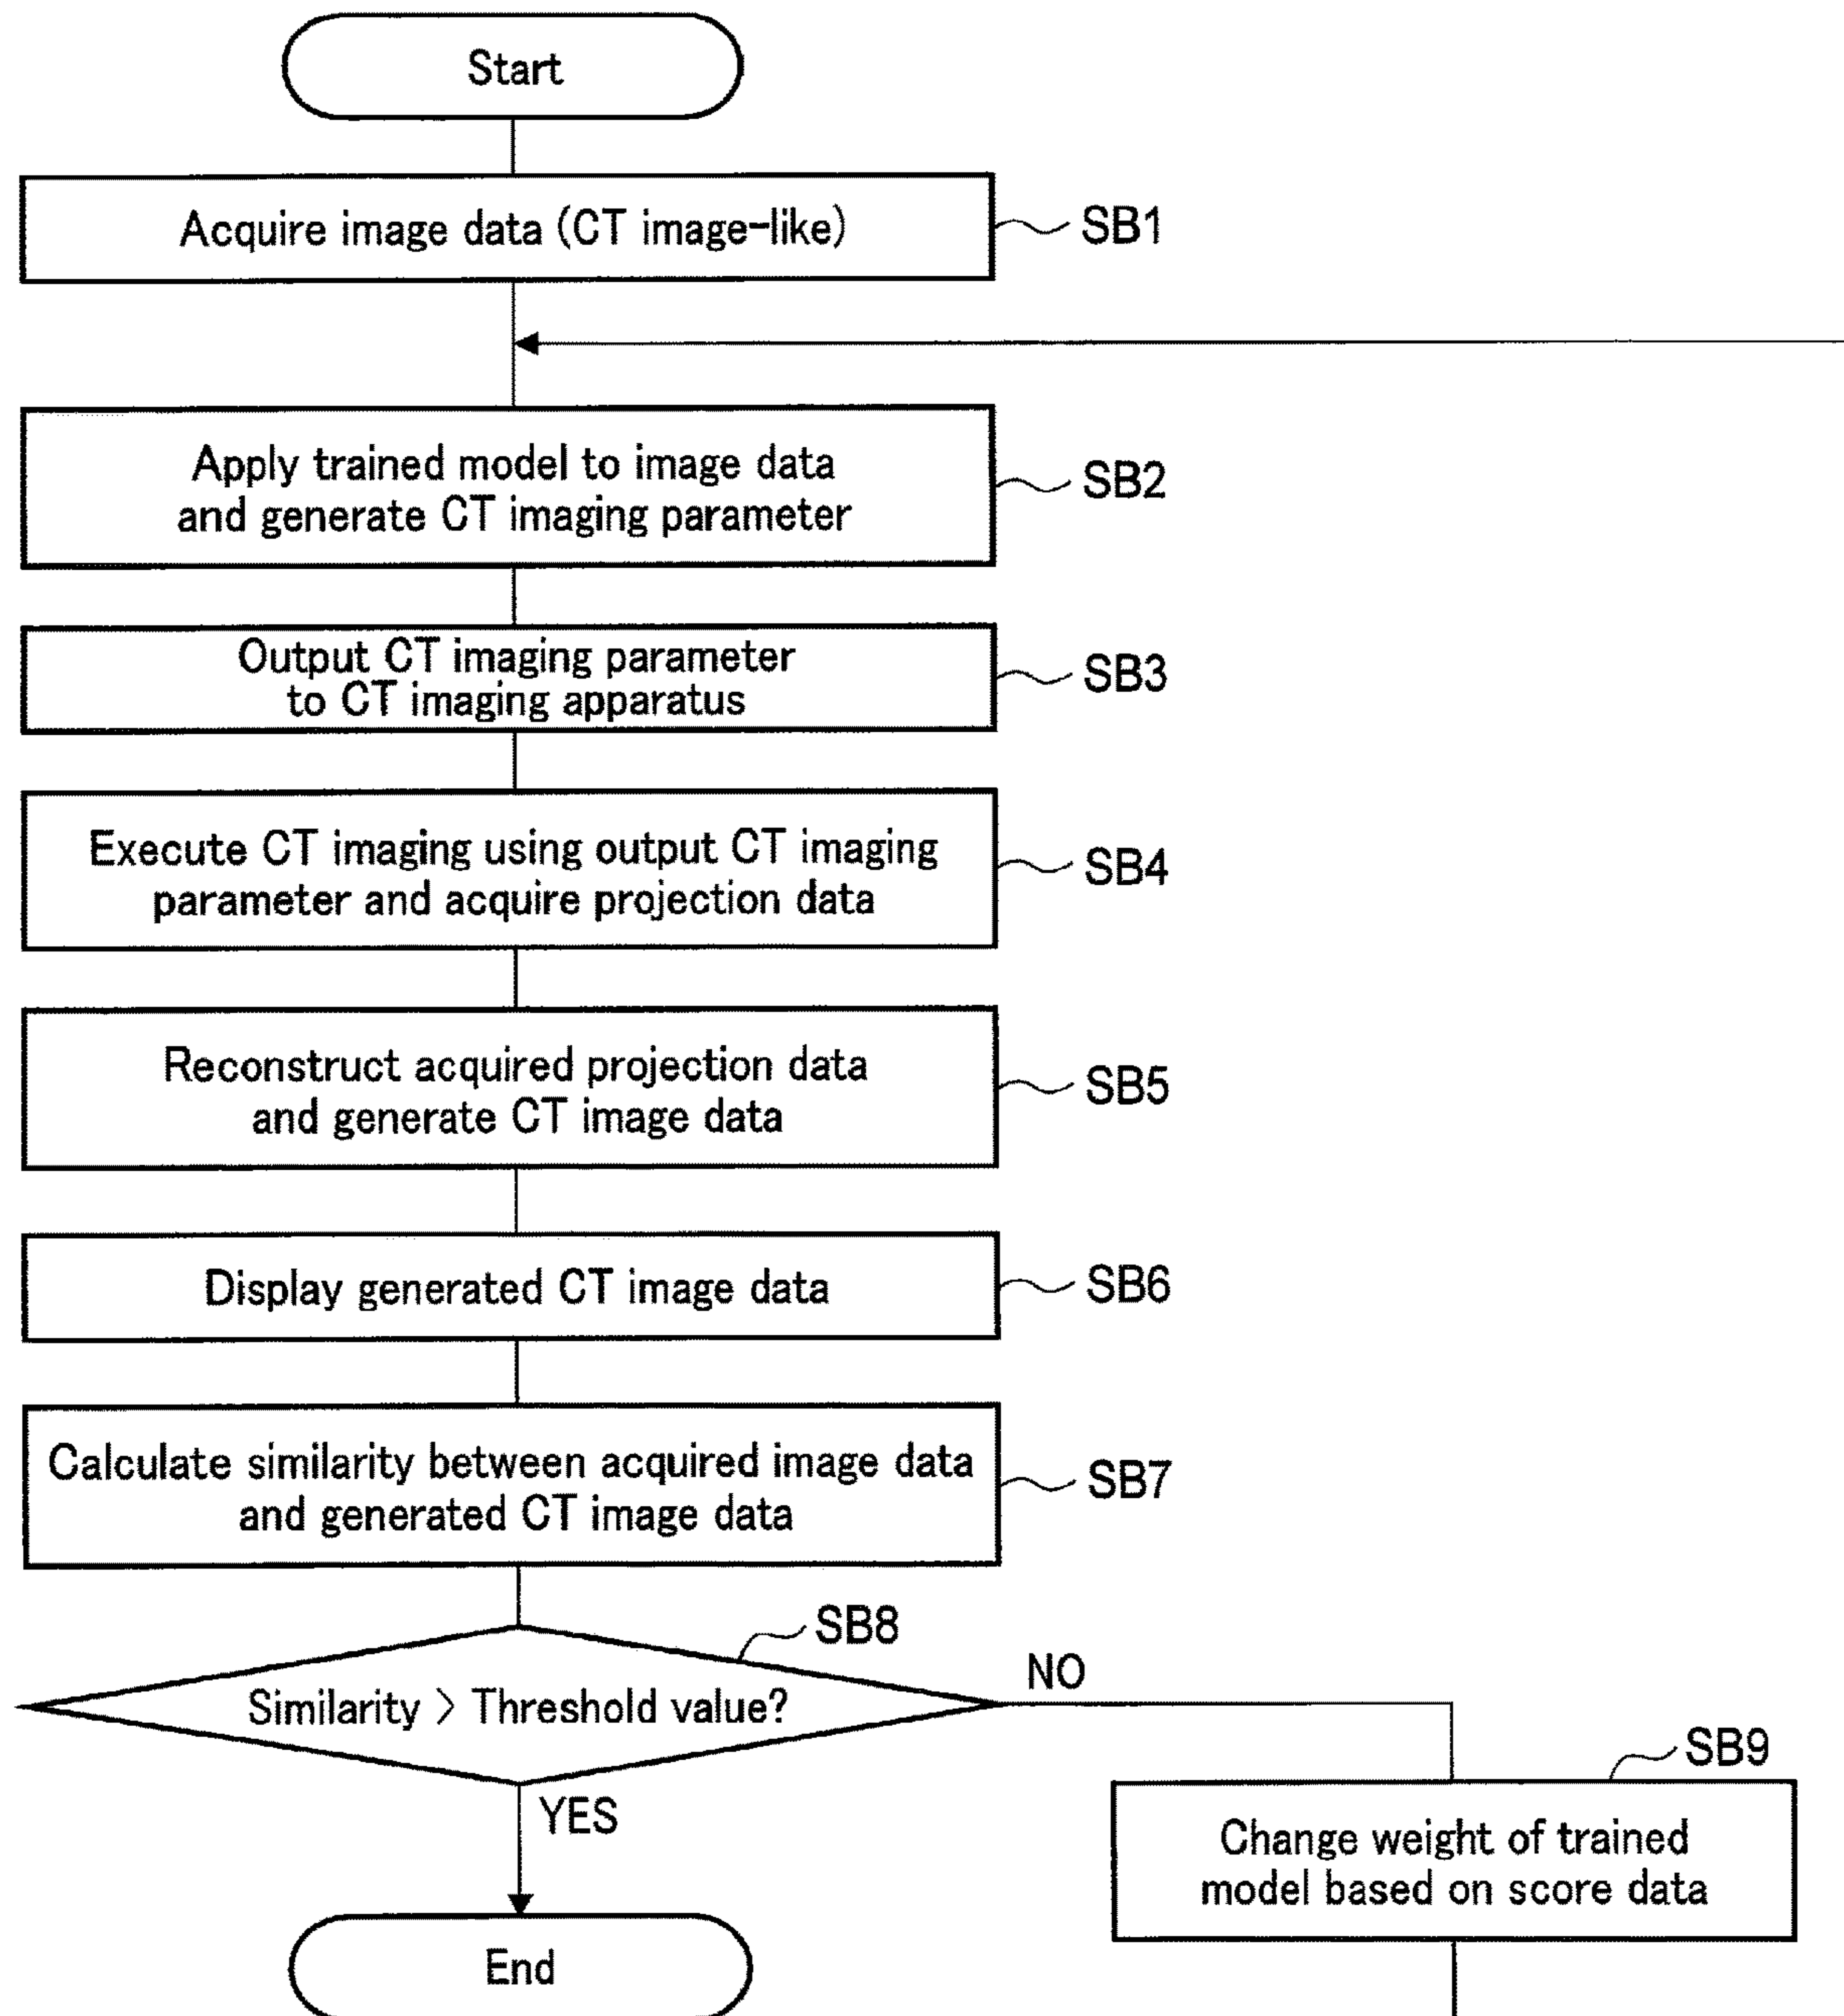 Start
Acquire image data (CT image-like)
SB1
Apply trained model to image data
and generate CT imaging parameter
SB2
Output CT imaging parameter
to CT imaging apparatus
SB3
Execute CT imaging using output CT imaging
parameter and acquire projection data
SB4
Reconstruct acquired projection data
and generate CT image data
SB5
Display generated CT image data
SB6
Calculate similarity between acquired image data
and generated CT image data
SB7
SB8
Similarity > Threshold value?
NO
YES
SB9
Change weight of trained
model based on score data
End